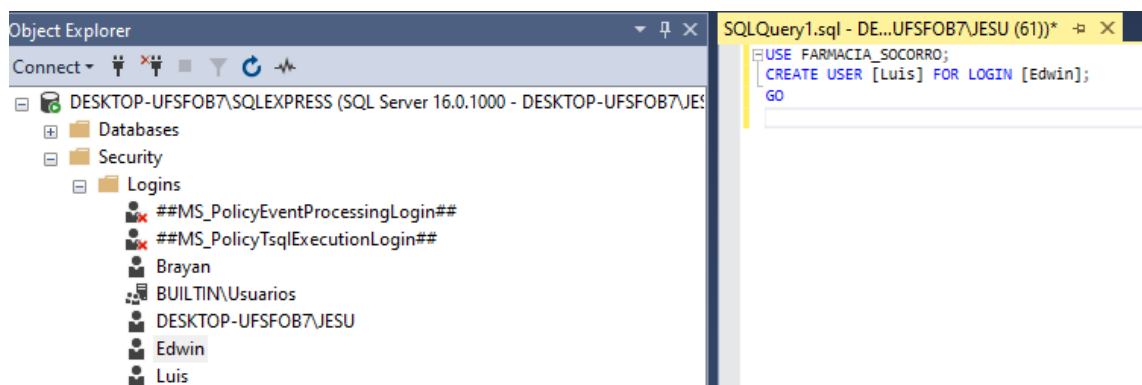 Object Explorer
Connect
DESKTOP-UFSFOB7\SQLEXPRESS (SQL Server 16.0.1000 - DESKTOP-UFSFOB7\JES
Databases
Security
Logins
##MS_PolicyEventProcessingLogin##
##MS_PolicyTsqlExecutionLogin##
Brayan
BUILTIN\Usuarios
DESKTOP-UFSFOB7\JESU
Edwin
Luis
SQLQuery1.sql - DE...UFSFOB7\JESU (61))*
USE FARMACIA_SOCORRO;
CREATE USER [Luis] FOR LOGIN [Edwin];
GO